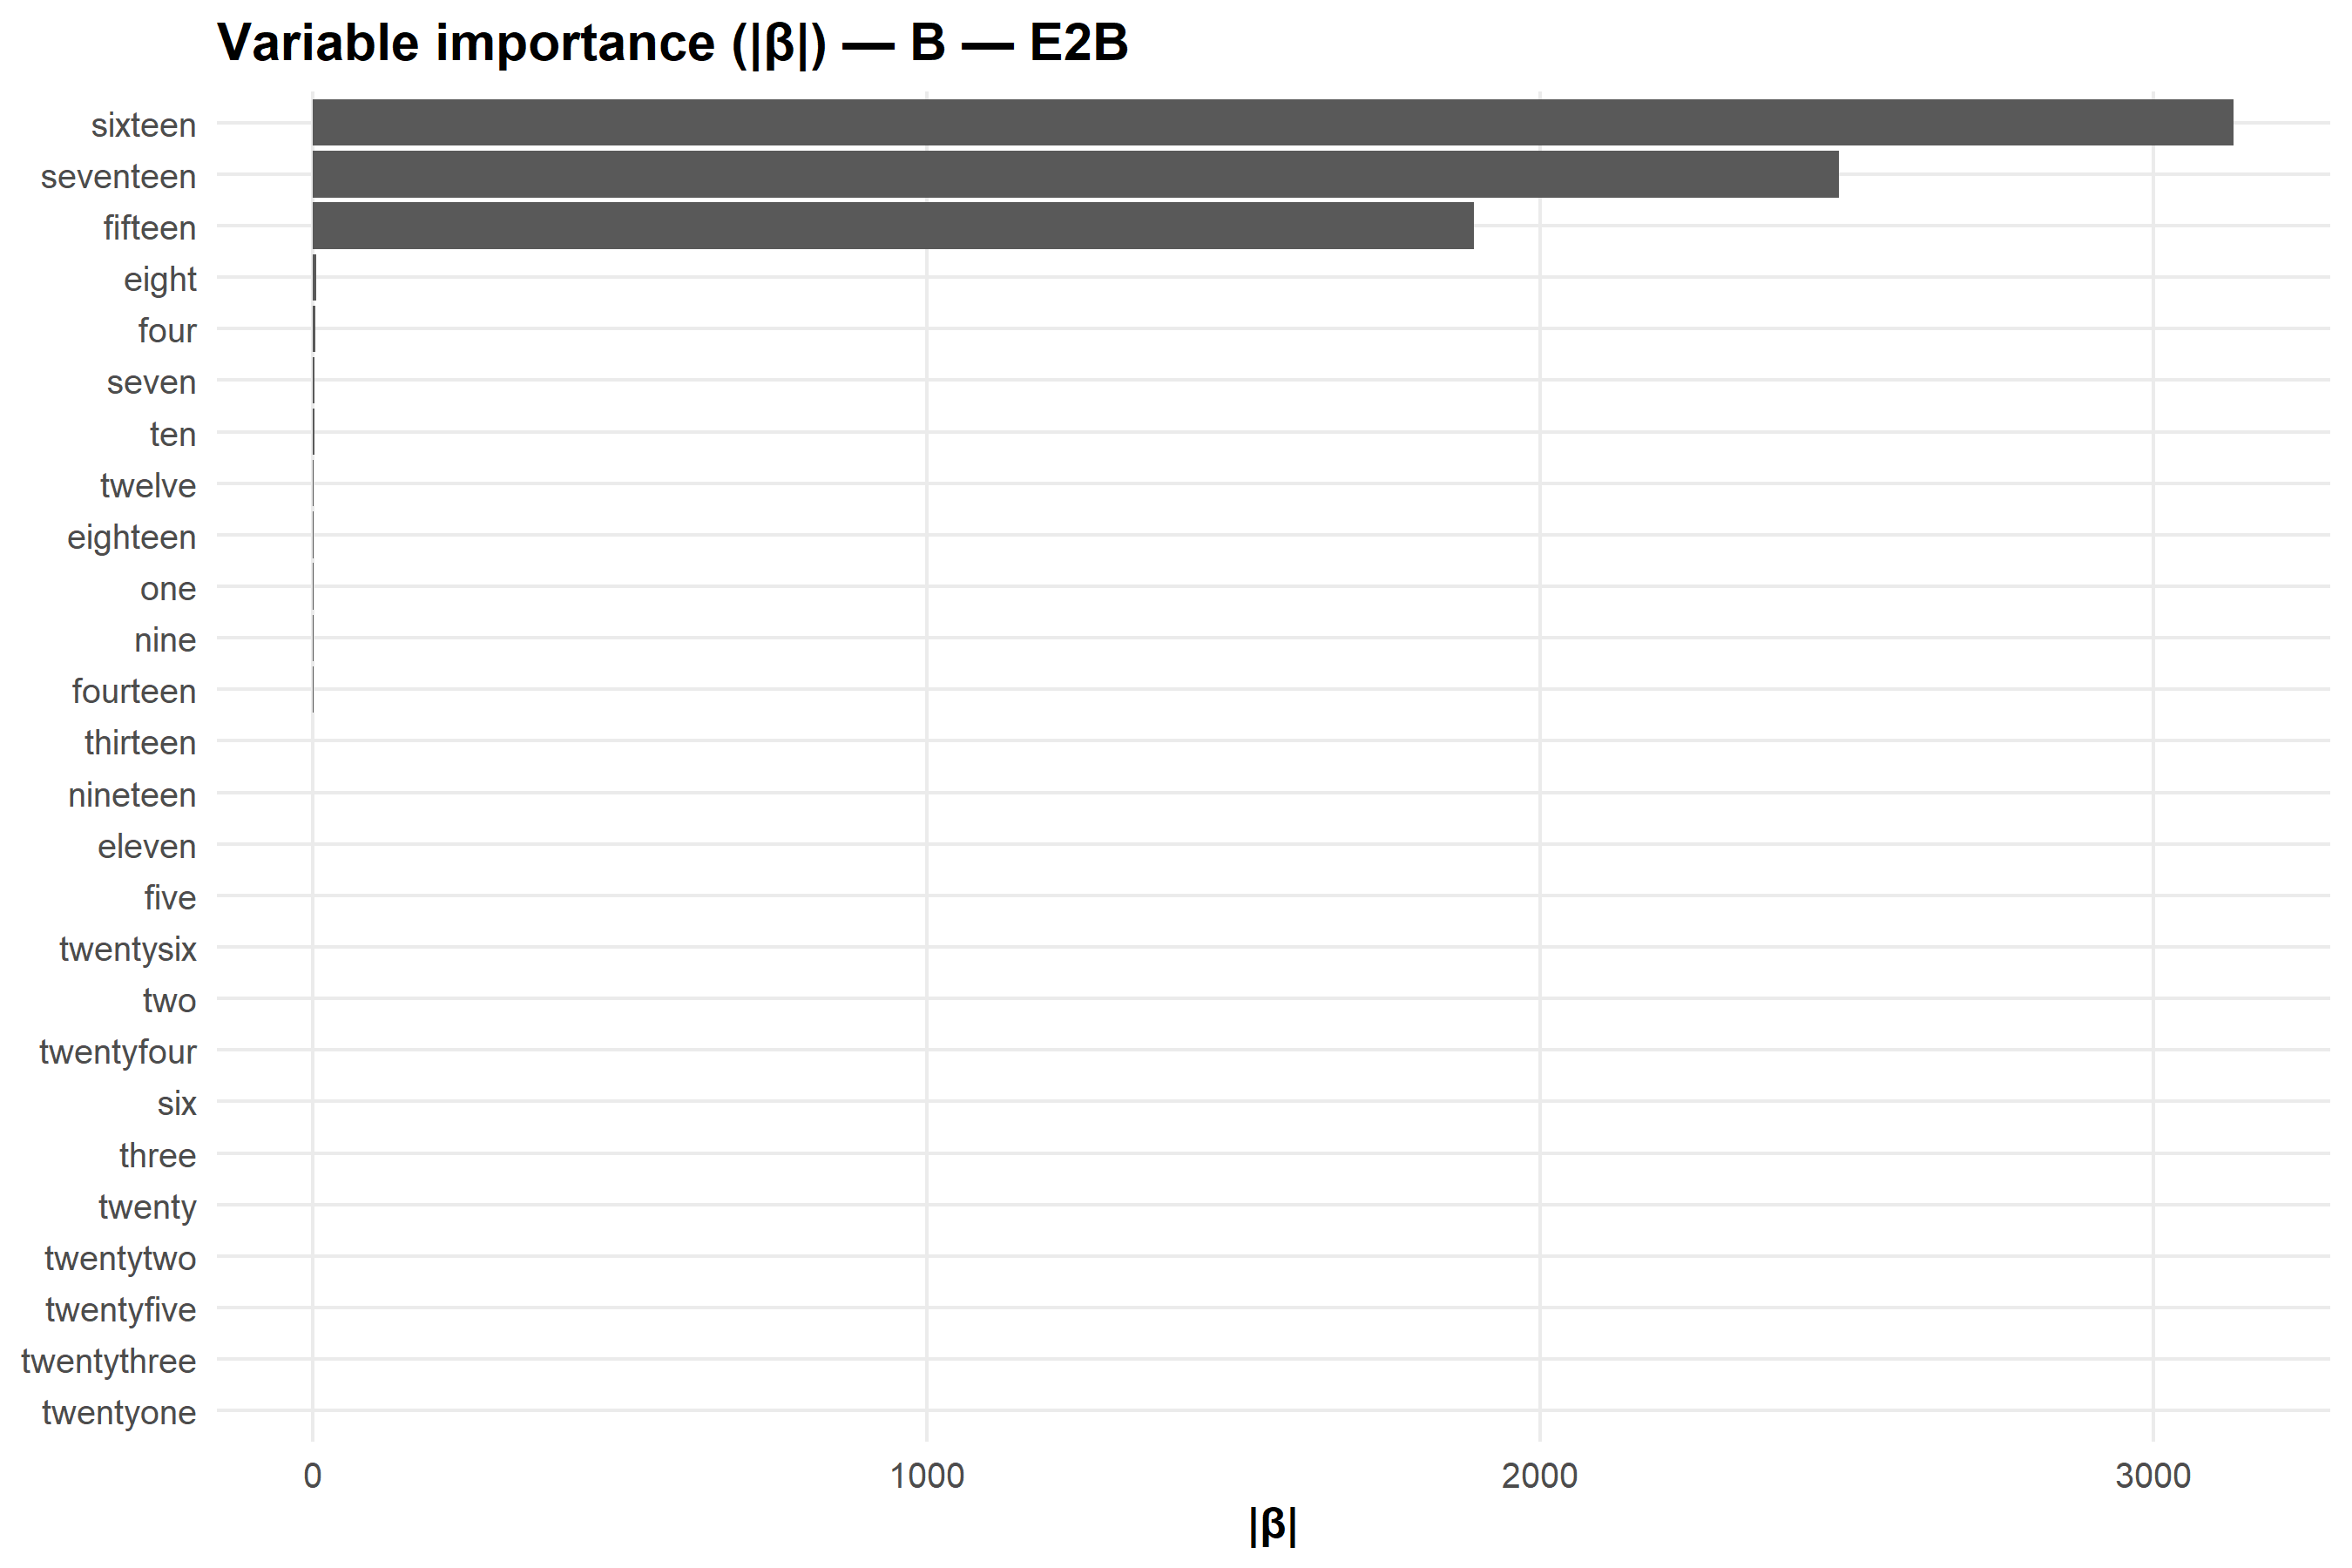 Variable importance (|β|) — B — E2B
sixteen
seventeen
fifteen
eight
four
seven
ten
twelve
eighteen
one
nine
fourteen
thirteen
nineteen
eleven
five
twentysix
two
twentyfour
six
three
twenty
twentytwo
twentyfive
twentythree
twentyone
0 1000 2000 3000
|β|